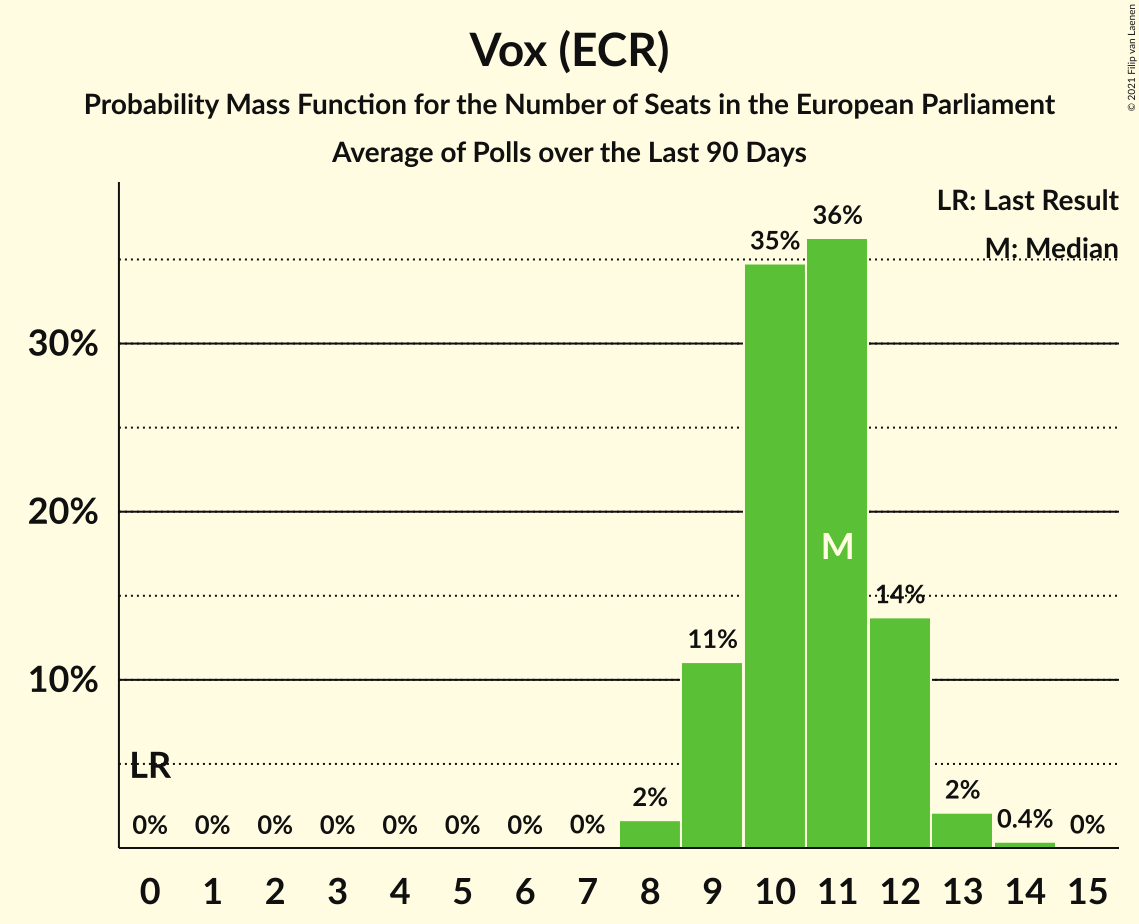 Vox (ECR)
Probability Mass Function for the Number of Seats in the European Parliament
Average of Polls over the Last 90 Days
© 2021 Filip van Laenen
LR: Last Result
M: Median
36%
35%
30%
M
20%
14%
11%
10%
LR
0% 0% 0% 0% 0% 0% 0% 0% 2% 2% 0.4% 0%
0 1 2 3 4 5 6 7 8 9 10 11 12 13 14 15